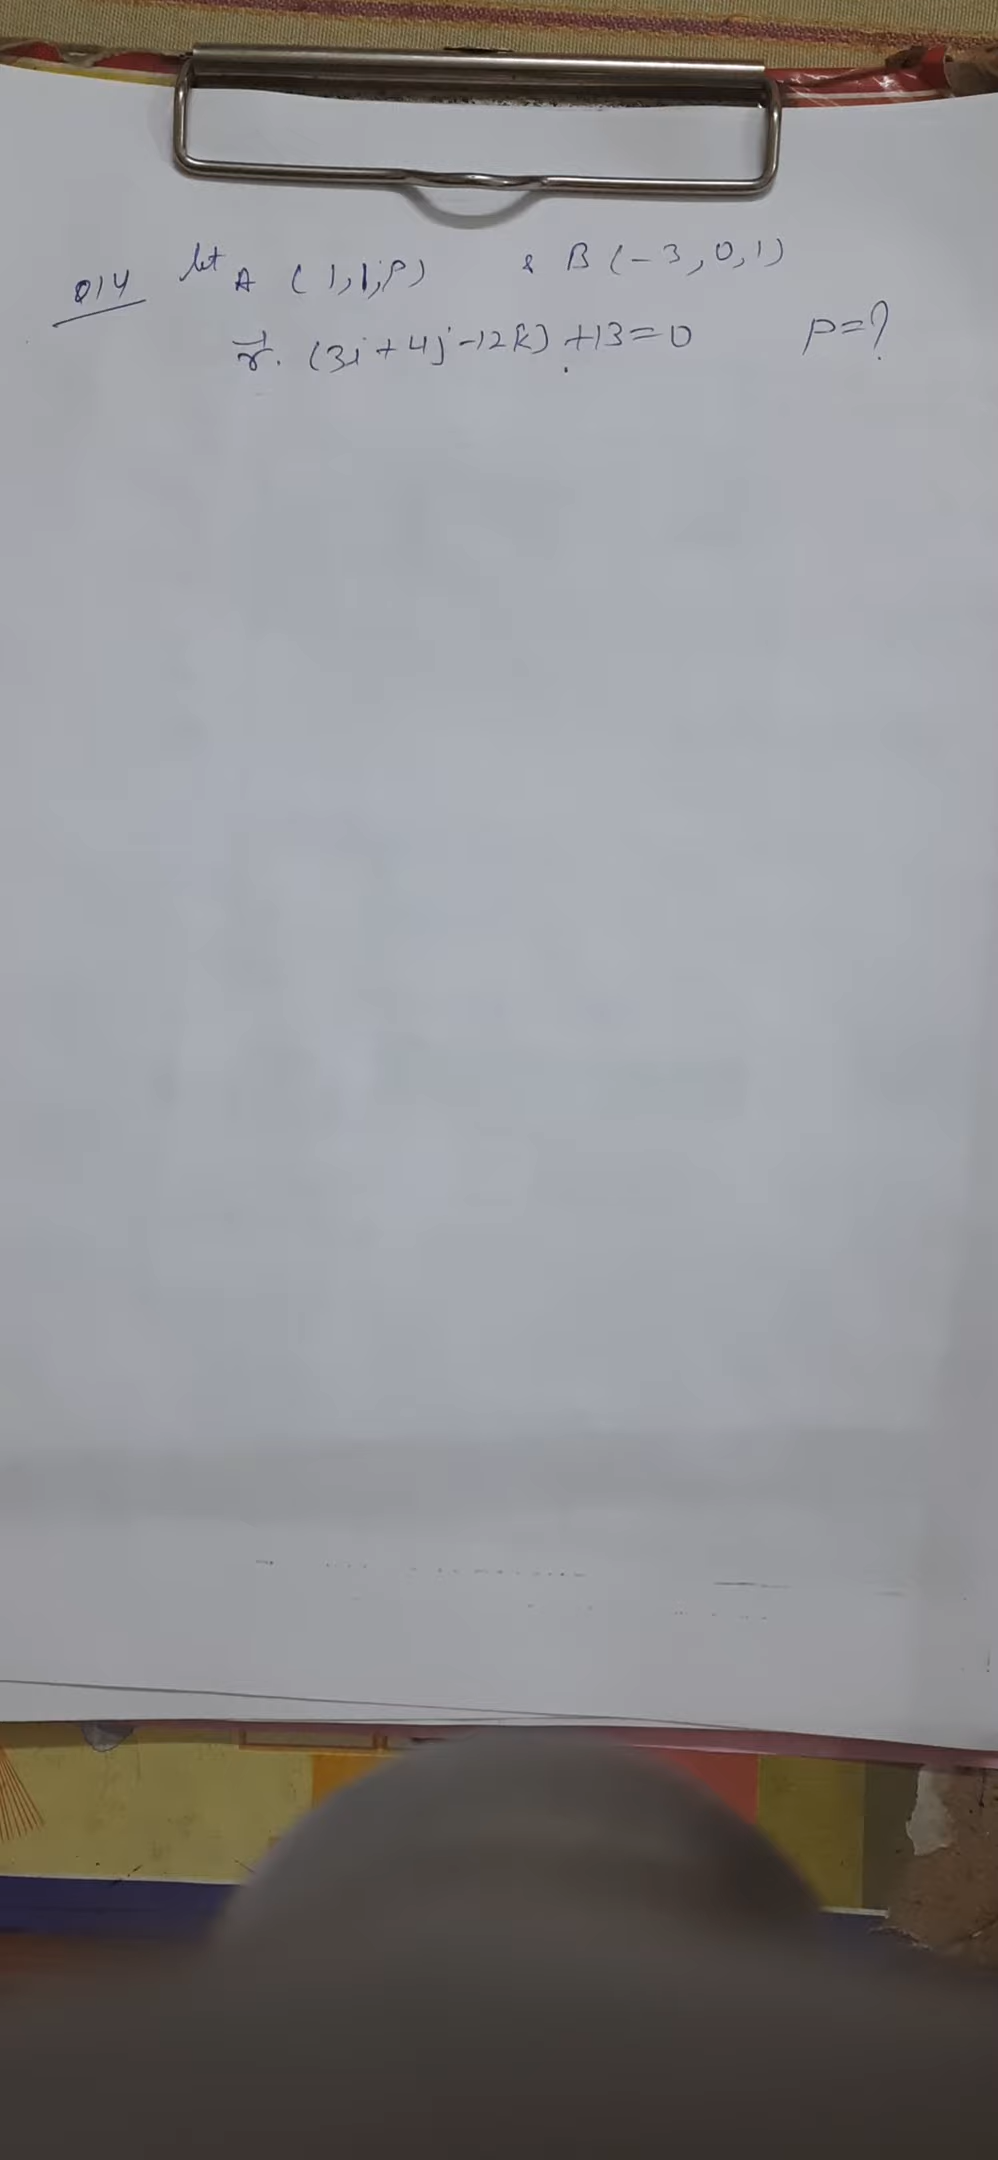 Q14 let A (1,1,p) & B (-3,0,1)
r⃗. (3i+4j-12k) +13=0 p=?